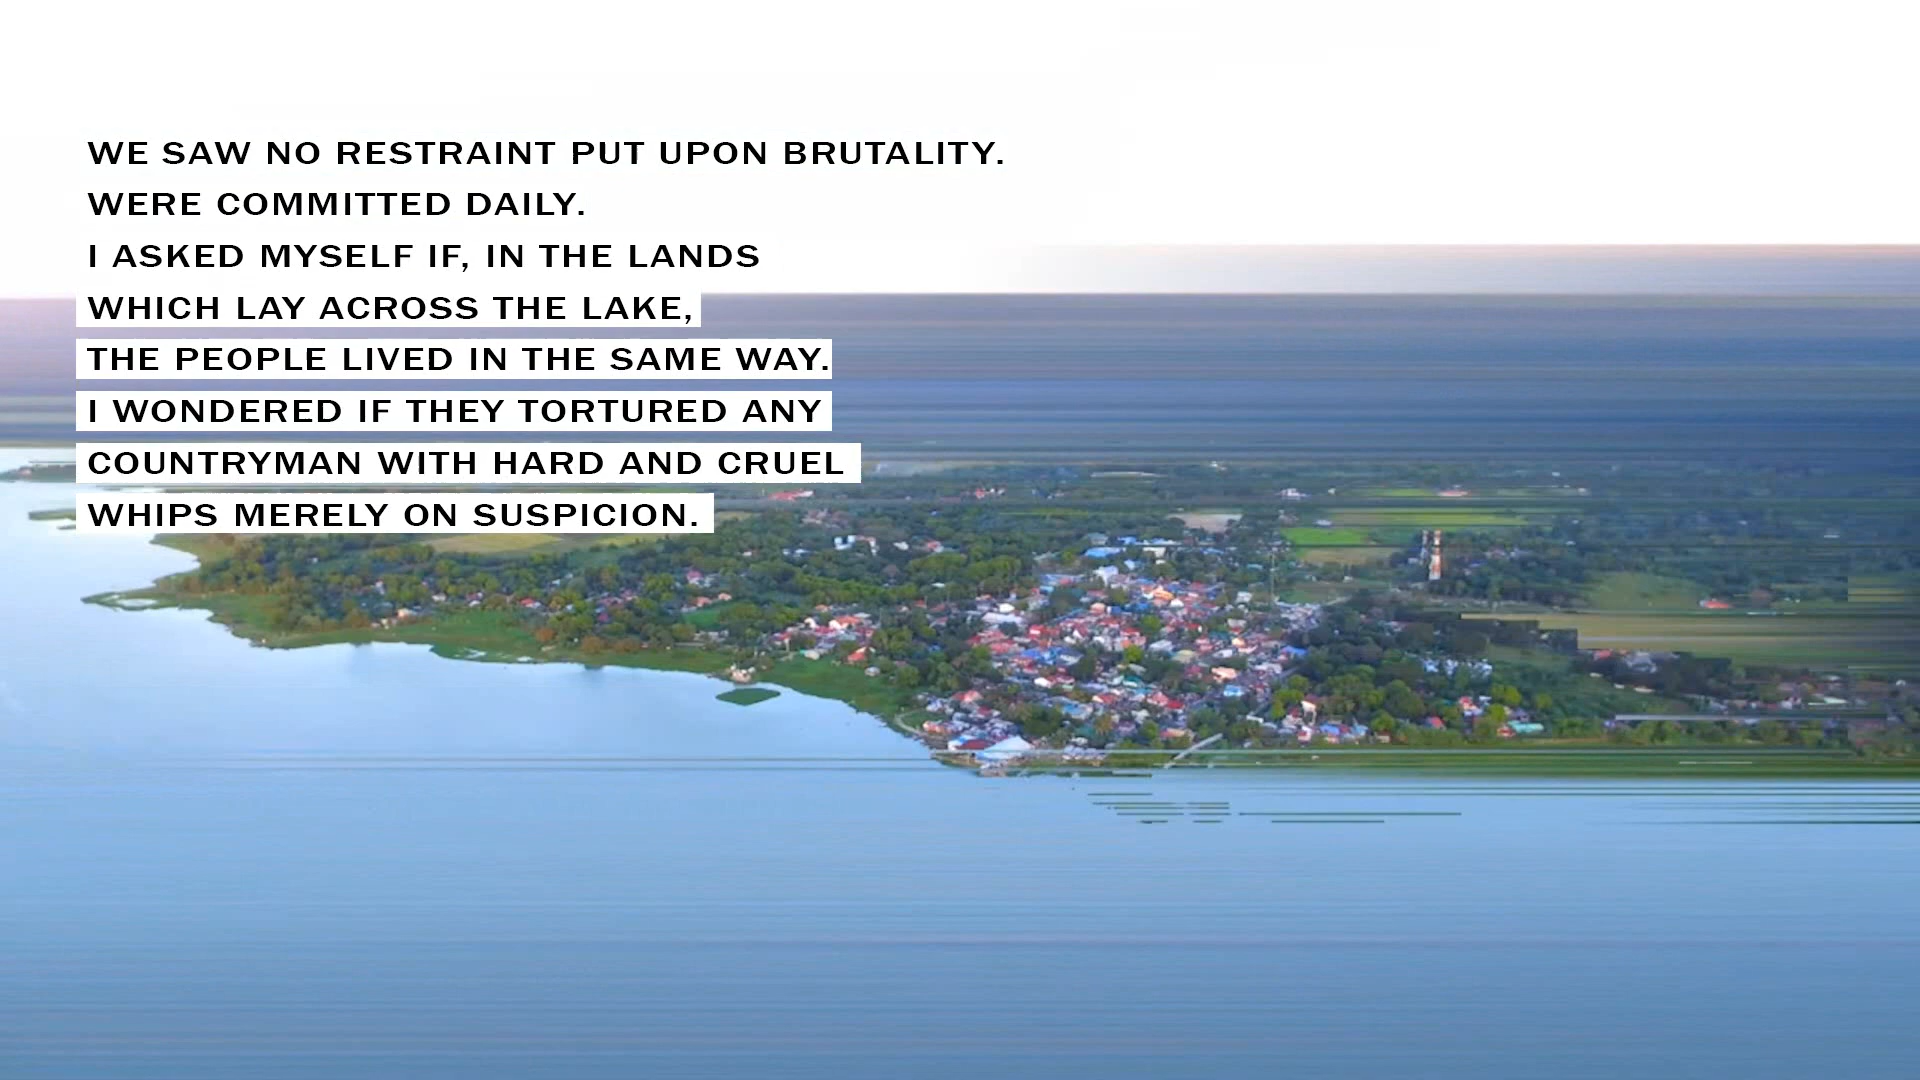 WE SAW NO RESTRAINT PUT UPON BRUTALITY.
WERE COMMITTED DAILY.
I ASKED MYSELF IF, IN THE LANDS
WHICH LAY ACROSS THE LAKE,
THE PEOPLE LIVED IN THE SAME WAY.
I WONDERED IF THEY TORTURED ANY
COUNTRYMAN WITH HARD AND CRUEL
WHIPS MERELY ON SUSPICION.